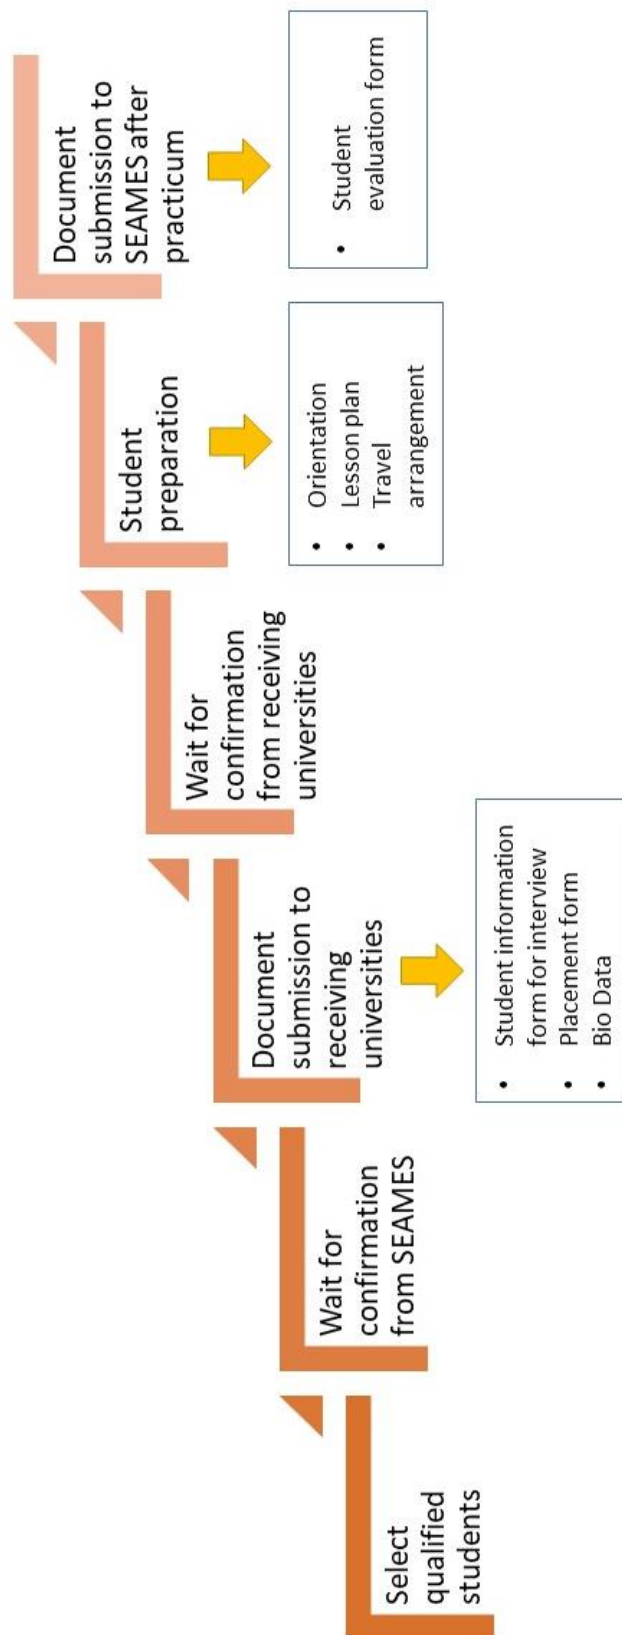 Select
qualified
students
Wait for
confirmation
from SEAMES
Document
submission to
receiving
universities
• Student information
form for interview
• Placement form
• Bio Data
Wait for
confirmation
from receiving
universities
Student
preparation
• Orientation
• Lesson plan
• Travel
arrangement
Document
submission to
SEAMES after
practicum
• Student
evaluation form